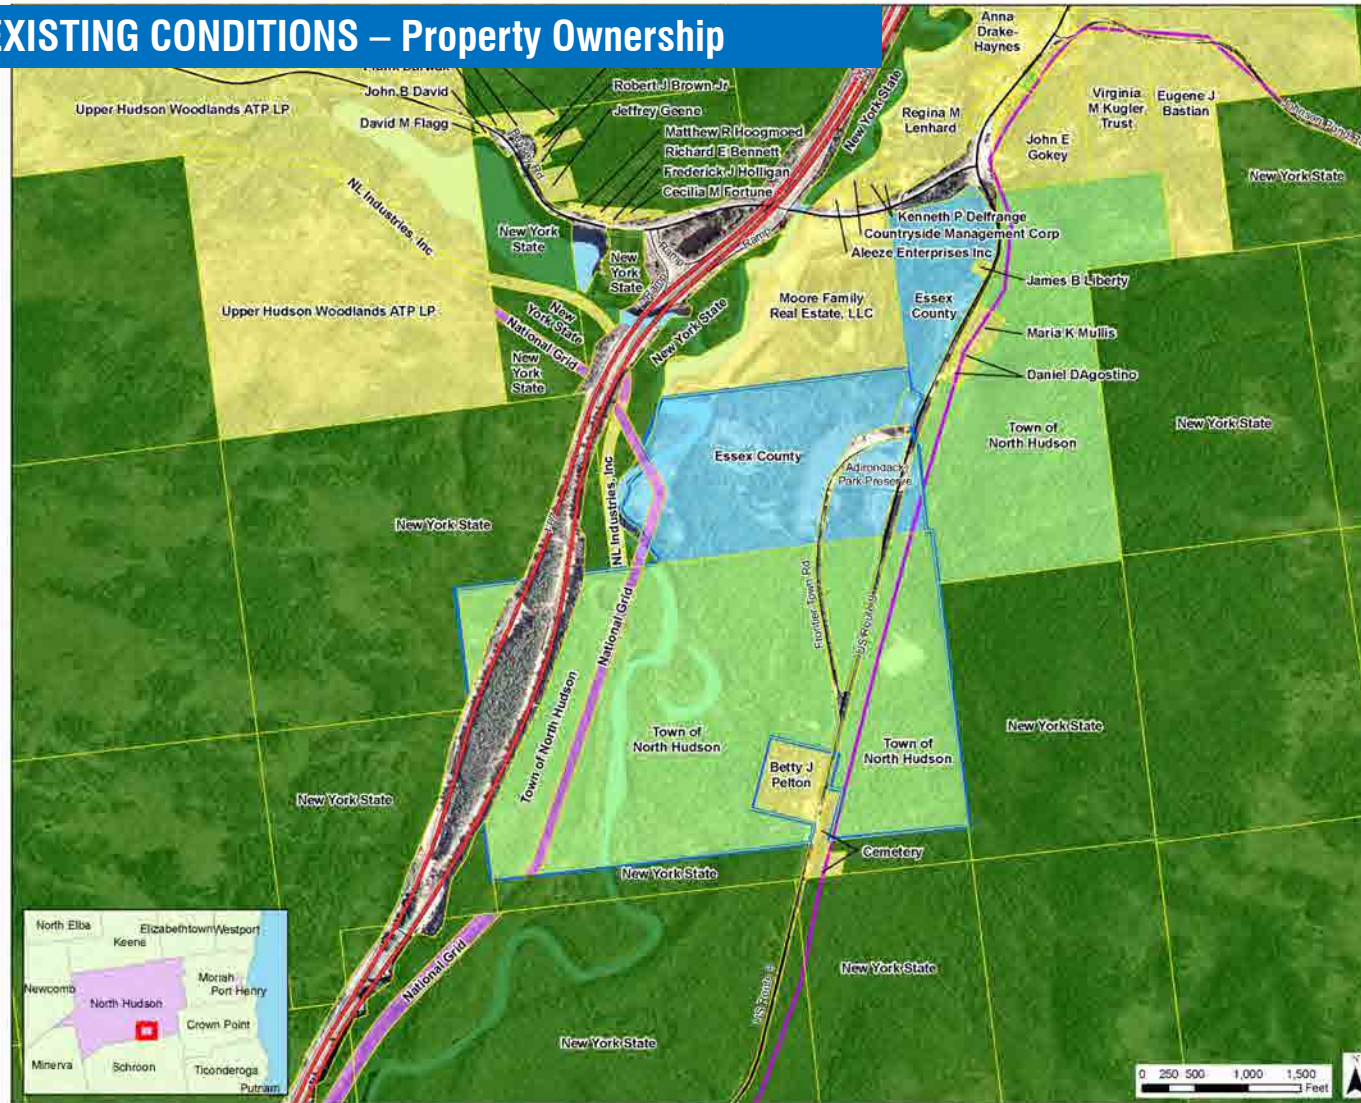 EXISTING CONDITIONS – Property Ownership
Anna
Drake-
Haynes
John B David
David M Flagg
Upper Hudson Woodlands ATP LP
Robert J Brown Jr
Jeffrey Geene
Matthew R Hoogmoed
Richard E Bennett
Frederick J Holligan
Cecilia M Fortune
New York State
Regina M
Lenhard
Virginia
M Kugler
Trust
Eugene J
Bastian
John E
Gokey
New York State
NL Industries, Inc
New York
State
New
York
State
Ramp
Ramp
Ramp
Kenneth P Delfrange
Countryside Management Corp
Aleeze Enterprises Inc
James B Liberty
Upper Hudson Woodlands ATP LP
New
York State
National Grid
New
York
State
New York State
Moore Family
Real Estate, LLC
Essex
County
Maria K Mullis
Daniel DAgostino
Town of
North Hudson
New York State
Essex County
Adirondack
Park Preserve
NL Industries, Inc
New York State
National Grid
Frontier Town Rd
US Route 9
Town of North Hudson
Town of
North Hudson
Town of
North Hudson
New York State
Betty J
Pelton
New York State
Cemetery
New York State
National Grid
New York State
US Route 9
New York State
North Elba
Keene
Elizabethtown
Westport
Newcomb
North Hudson
Moriah
Port Henry
Crown Point
Minerva
Schroon
Ticonderoga
Putnam
0 250 500 1,000 1,500
Feet